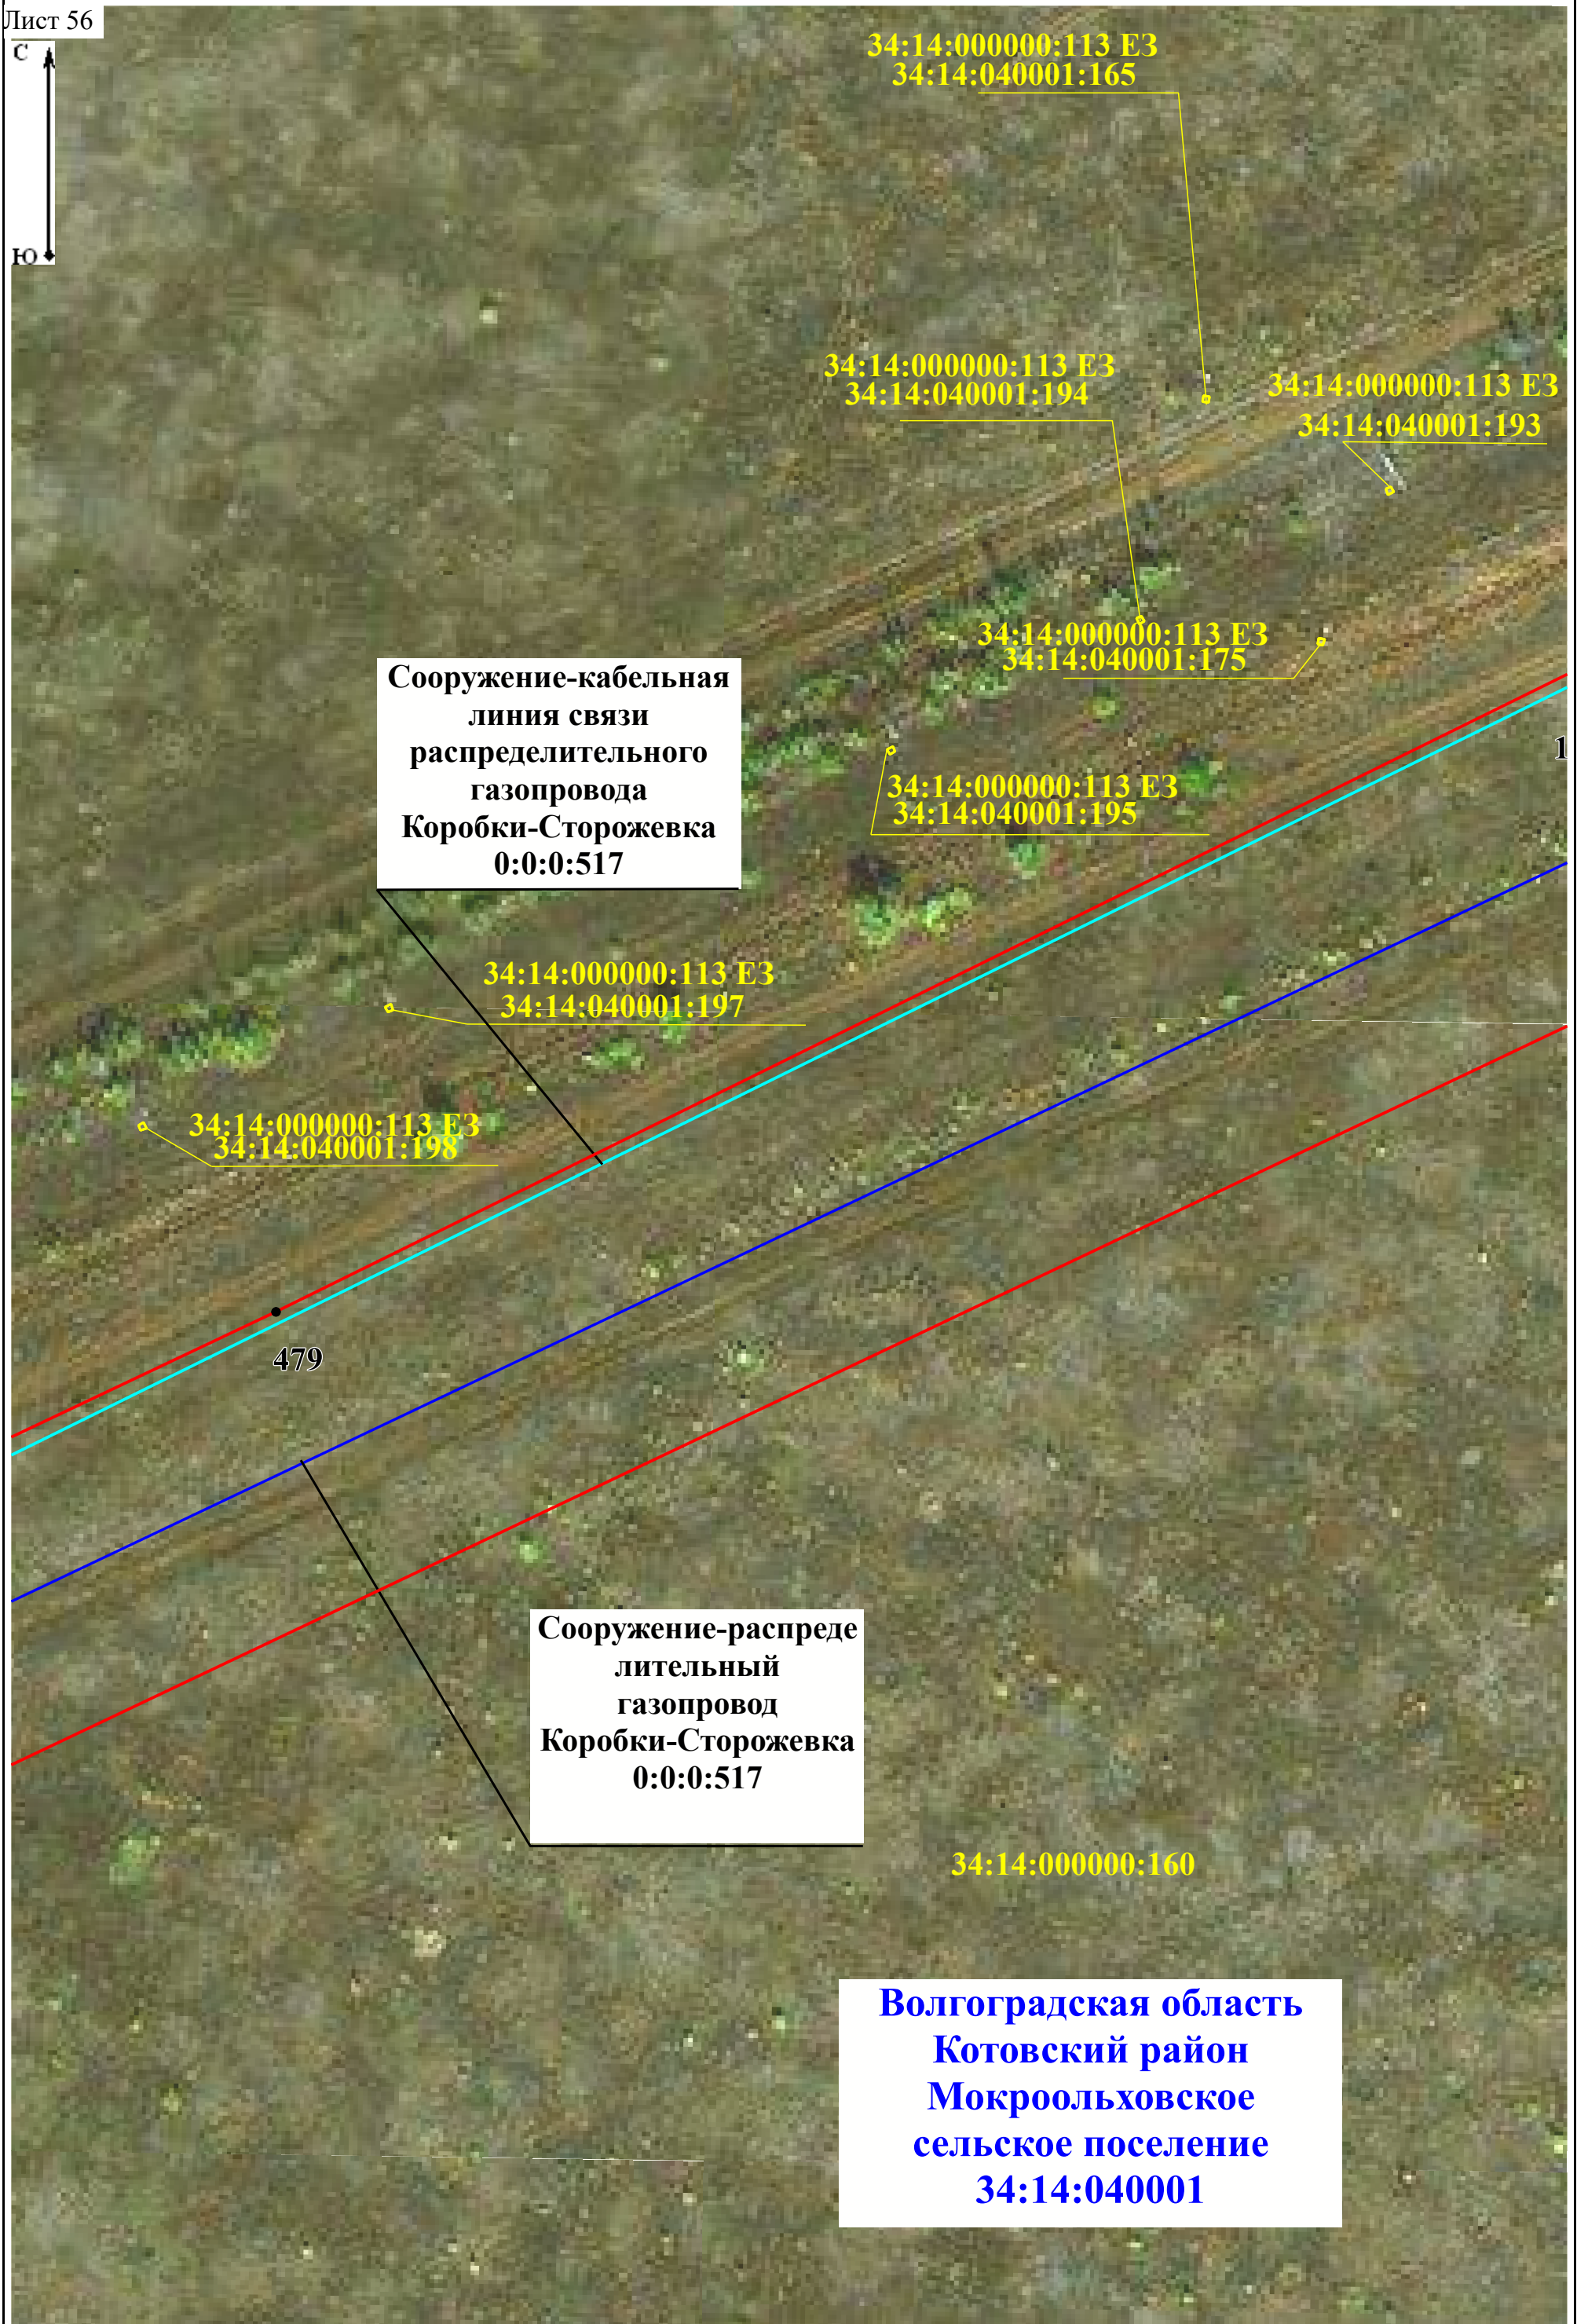 Лист 56
С
Ю
34:14:000000:113 ЕЗ
34:14:040001:165
34:14:000000:113 ЕЗ
34:14:040001:194
34:14:000000:113 ЕЗ
34:14:040001:193
34:14:000000:113 ЕЗ
34:14:040001:175
Сооружение-кабельная
линия связи
распределительного
газопровода
Коробки-Сторожевка
0:0:0:517
1
34:14:000000:113 ЕЗ
34:14:040001:195
34:14:000000:113 ЕЗ
34:14:040001:197
34:14:000000:113 ЕЗ
34:14:040001:198
479
Сооружение-распреде
лительный
газопровод
Коробки-Сторожевка
0:0:0:517
34:14:000000:160
Волгоградская область
Котовский район
Мокроольховское
сельское поселение
34:14:040001